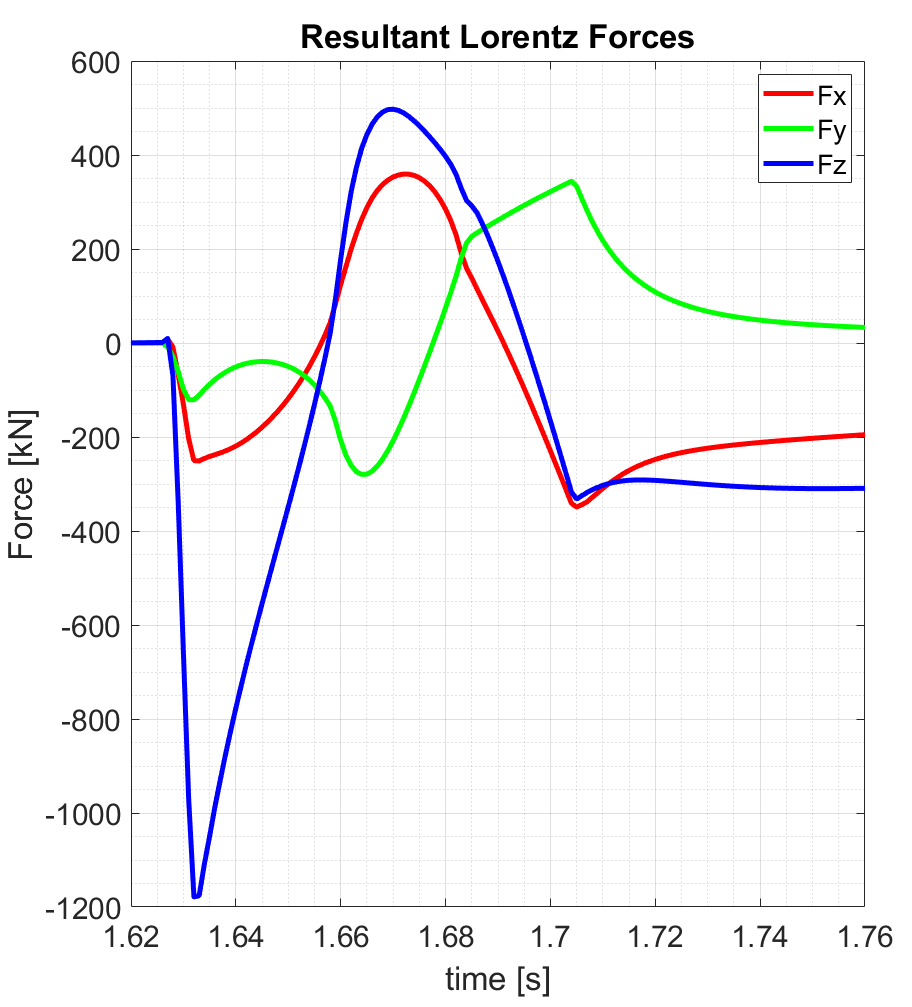 Resultant Lorentz Forces
Fx
Fy
Fz
600
400
200
0
-200
-400
-600
-800
-1000
-1200
Force [kN]
1.62 1.64 1.66 1.68 1.7 1.72 1.74 1.76
time [s]